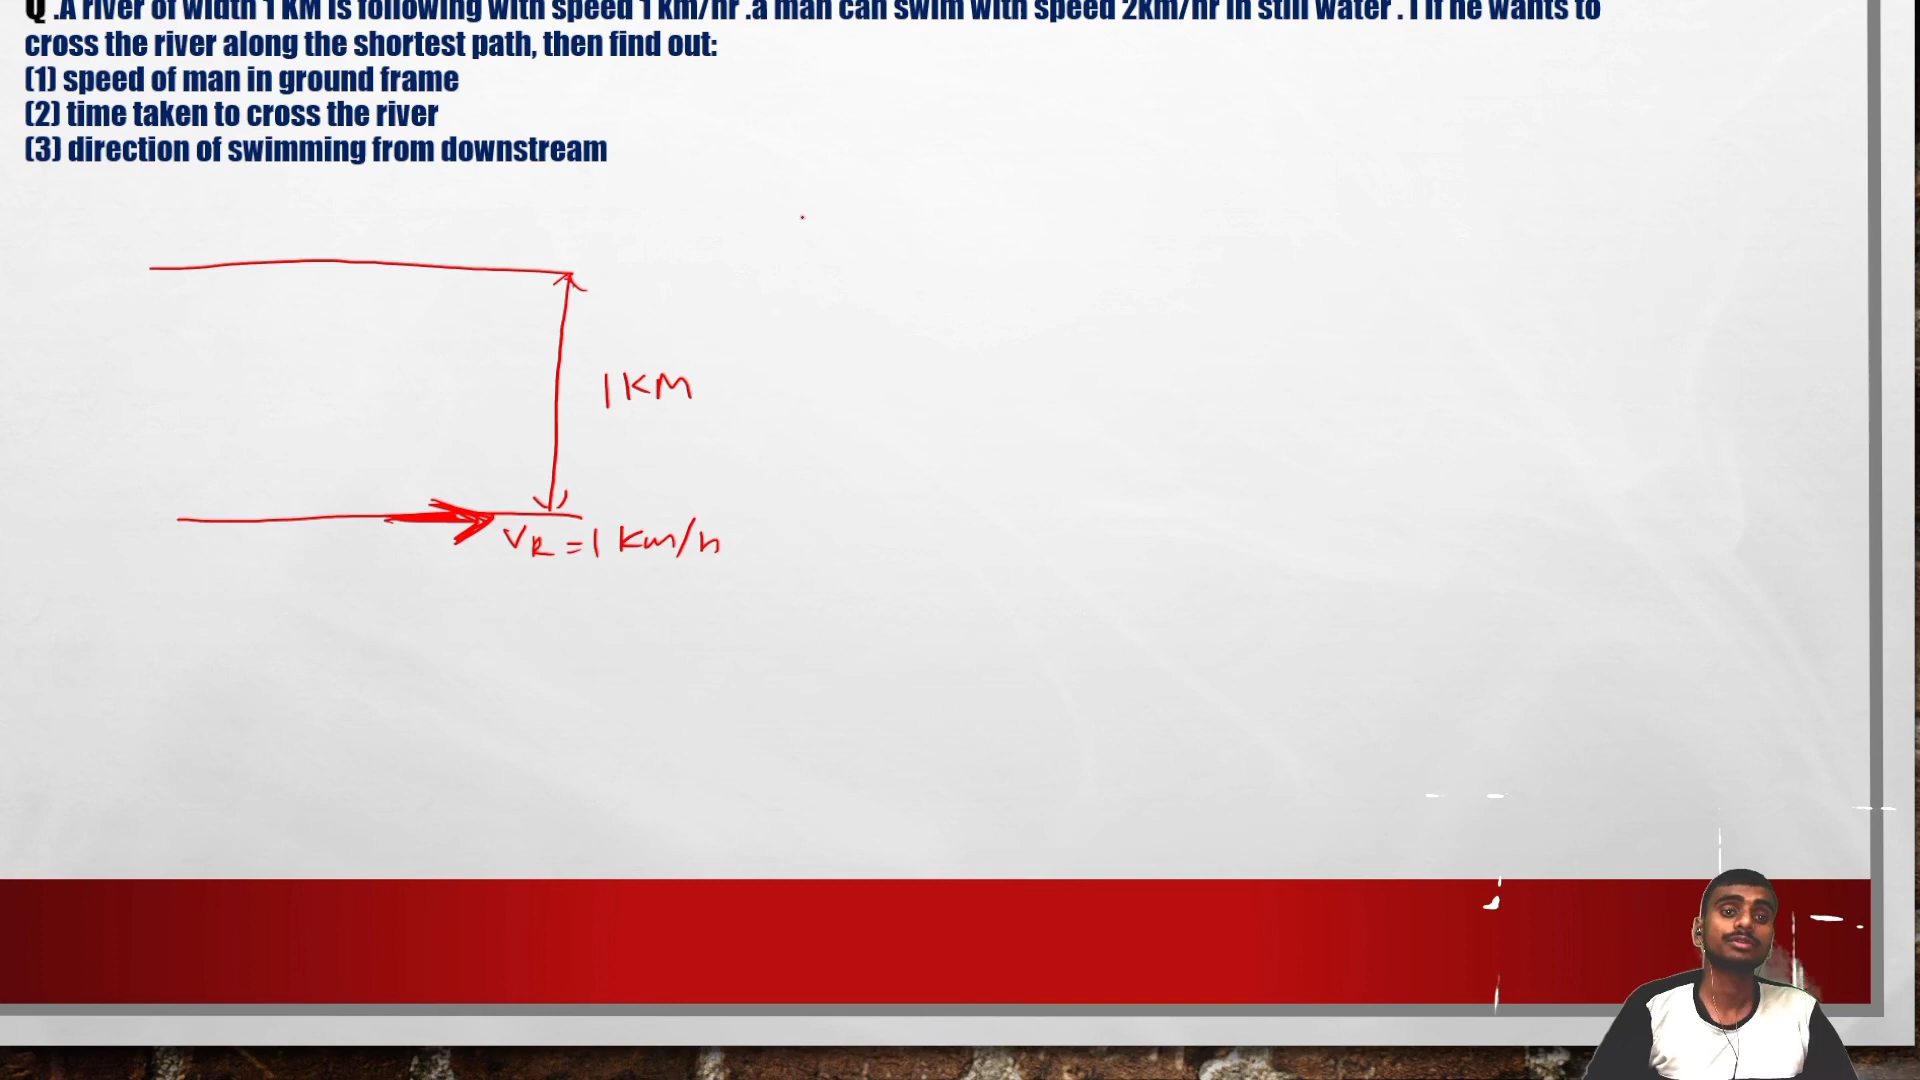 Q .A river of width 1 KM is following with speed 1 km/hr .a man can swim with speed 2km/hr in still water . I if he wants to
cross the river along the shortest path, then find out:
(1) speed of man in ground frame
(2) time taken to cross the river
(3) direction of swimming from downstream
1 KM
VR = 1 Km/h